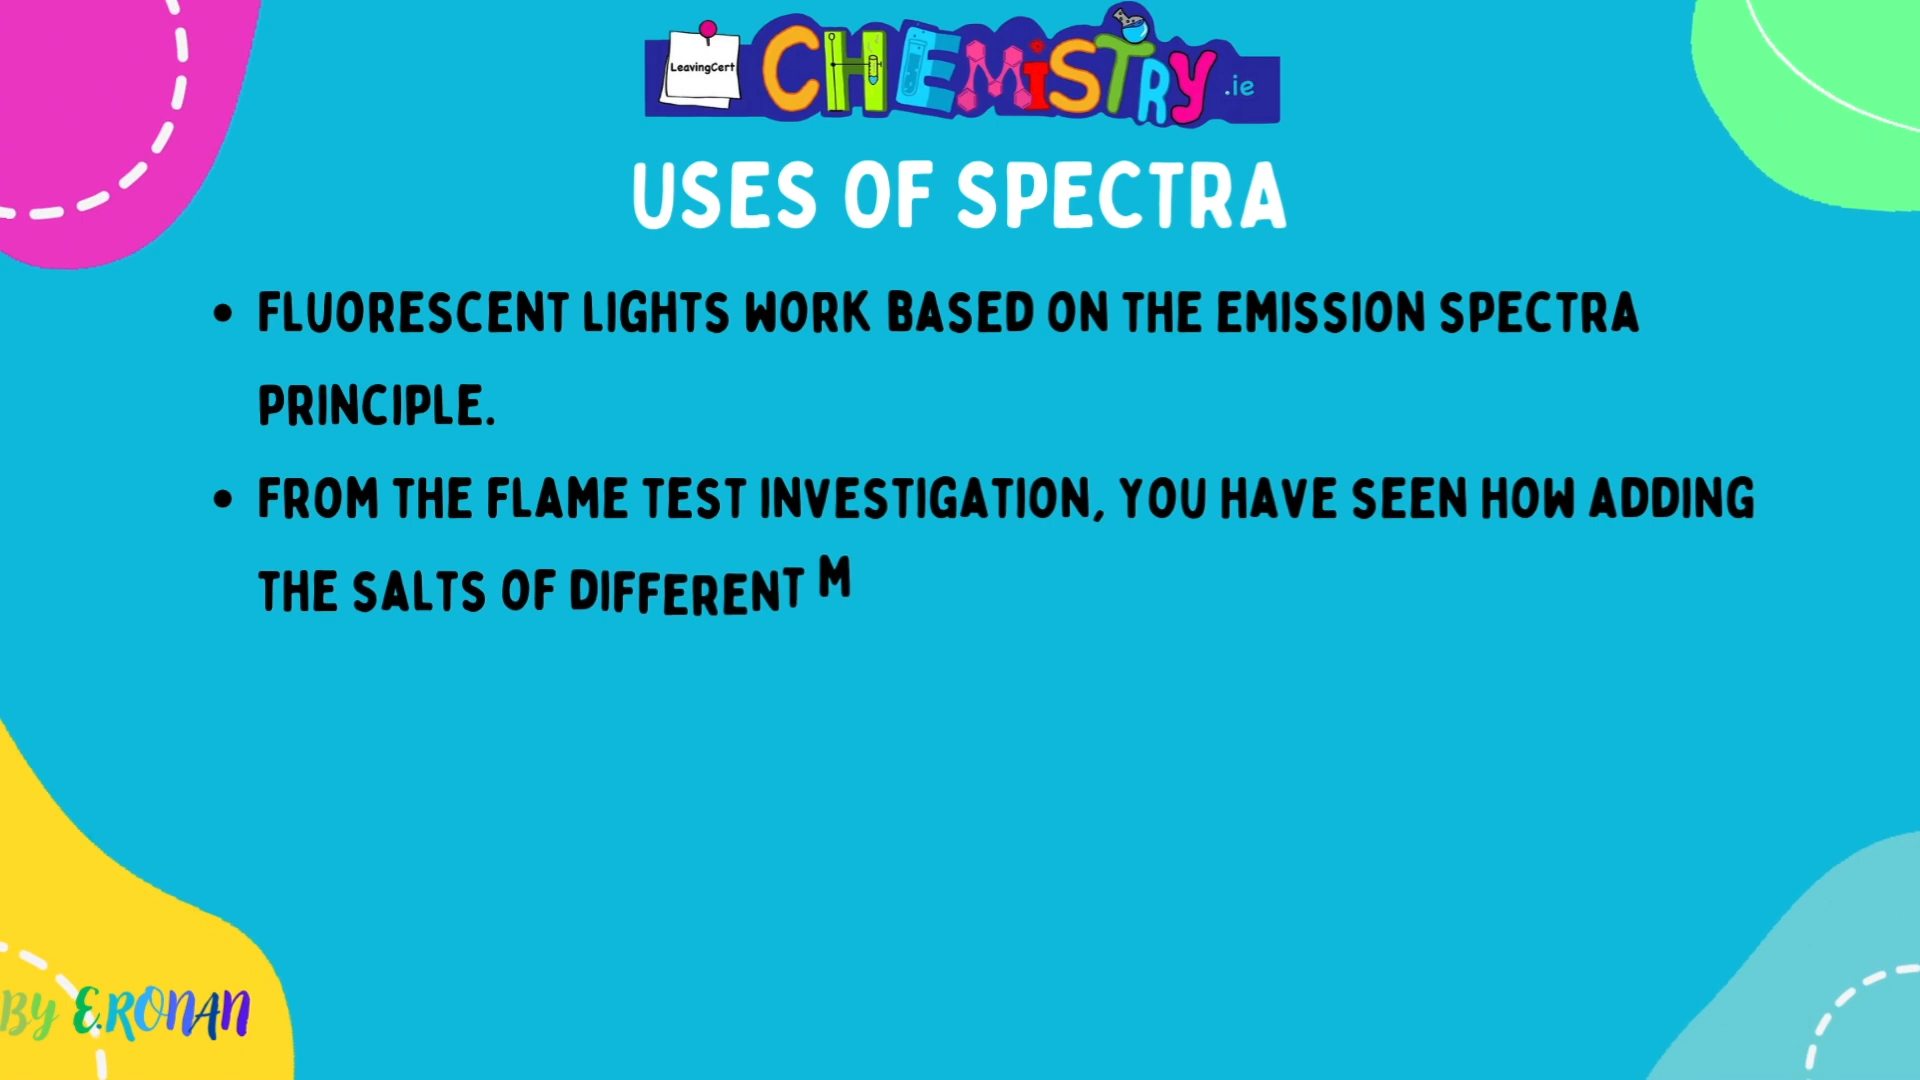 LeavingCert CHEMiSTRY .ie
USES OF SPECTRA
• FLUORESCENT LIGHTS WORK BASED ON THE EMISSION SPECTRA
PRINCIPLE.
• FROM THE FLAME TEST INVESTIGATION, YOU HAVE SEEN HOW ADDING
THE SALTS OF DIFFERENT M
By E.RONAN